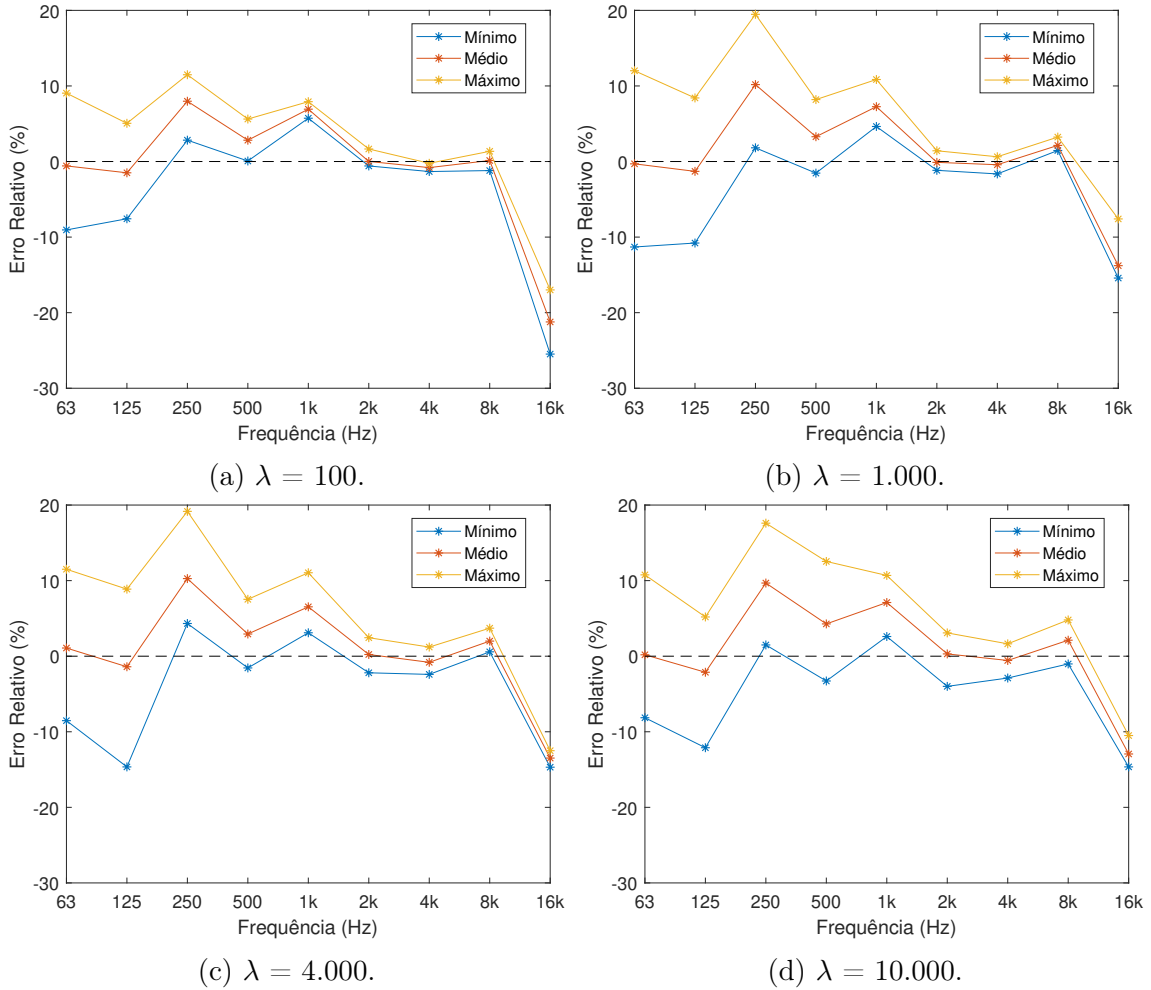 20
10
0
-10
-20
-30
Erro Relativo (%)
63 125 250 500 1k 2k 4k 8k 16k
Frequência (Hz)
Mínimo
Médio
Máximo
(a) λ = 100.
20
10
0
-10
-20
-30
Erro Relativo (%)
63 125 250 500 1k 2k 4k 8k 16k
Frequência (Hz)
Mínimo
Médio
Máximo
(b) λ = 1.000.
20
10
0
-10
-20
-30
Erro Relativo (%)
63 125 250 500 1k 2k 4k 8k 16k
Frequência (Hz)
Mínimo
Médio
Máximo
(c) λ = 4.000.
20
10
0
-10
-20
-30
Erro Relativo (%)
63 125 250 500 1k 2k 4k 8k 16k
Frequência (Hz)
Mínimo
Médio
Máximo
(d) λ = 10.000.